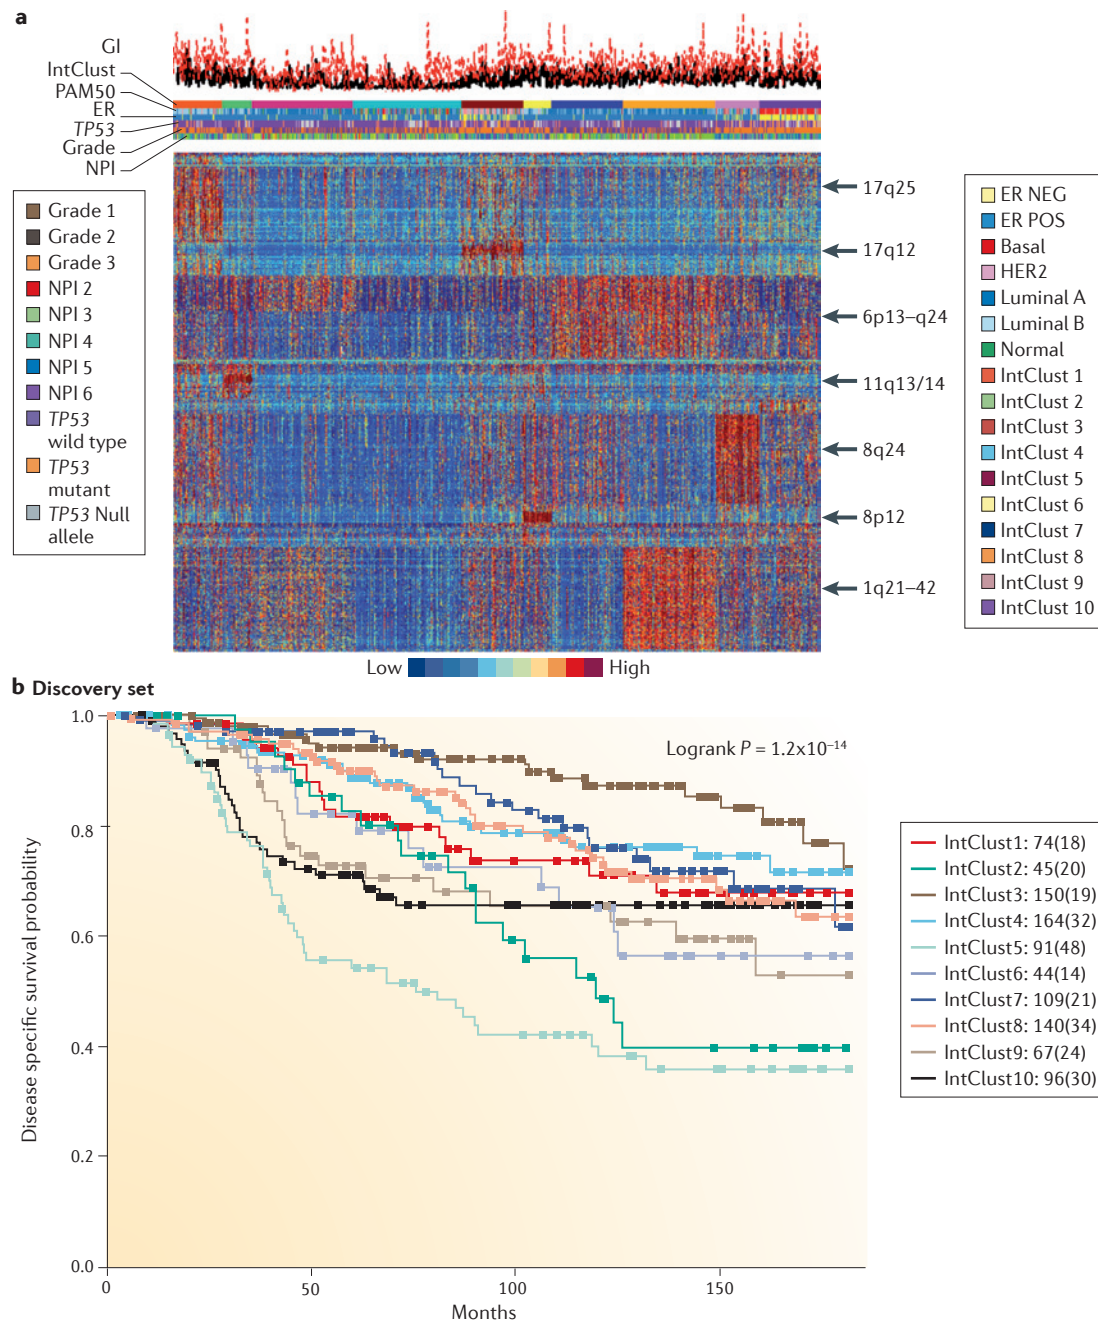 a
GI
IntClust
PAM50
ER
TP53
Grade
NPI
Grade 1
Grade 2
Grade 3
NPI 2
NPI 3
NPI 4
NPI 5
NPI 6
TP53
wild type
TP53
mutant
TP53 Null
allele
17q25
17q12
6p13–q24
11q13/14
8q24
8p12
1q21–42
ER NEG
ER POS
Basal
HER2
Luminal A
Luminal B
Normal
IntClust 1
IntClust 2
IntClust 3
IntClust 4
IntClust 5
IntClust 6
IntClust 7
IntClust 8
IntClust 9
IntClust 10
Low High
b Discovery set
Logrank P = 1.2x10⁻¹⁴
Disease specific survival probability
1.0
0.8
0.6
0.4
0.2
0.0
0 50 100 150
Months
IntClust1: 74(18)
IntClust2: 45(20)
IntClust3: 150(19)
IntClust4: 164(32)
IntClust5: 91(48)
IntClust6: 44(14)
IntClust7: 109(21)
IntClust8: 140(34)
IntClust9: 67(24)
IntClust10: 96(30)